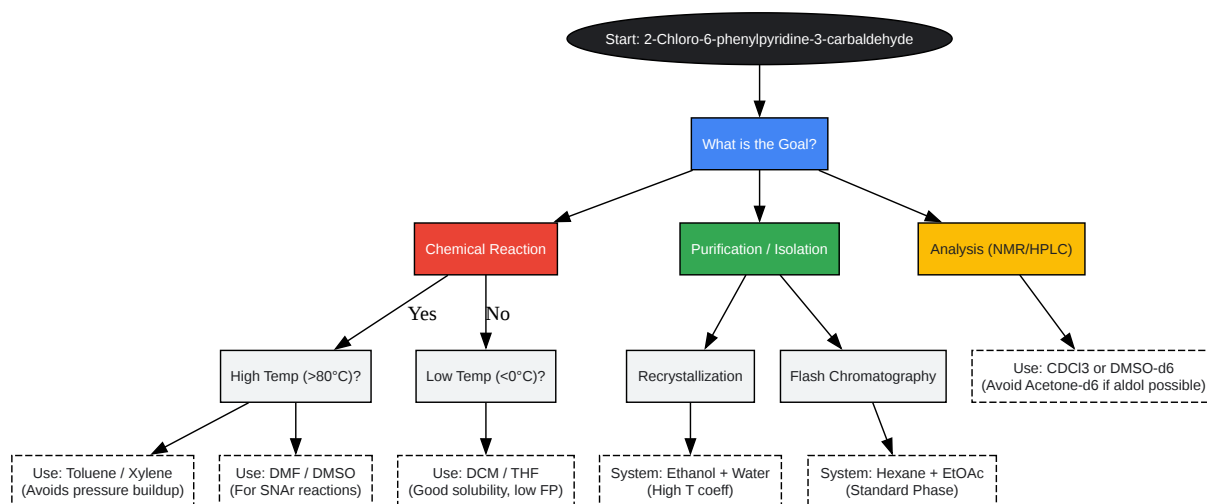 Start: 2-Chloro-6-phenylpyridine-3-carbaldehyde
What is the Goal?
Chemical Reaction
Purification / Isolation
Analysis (NMR/HPLC)
Yes
No
High Temp (>80°C)?
Low Temp (<0°C)?
Recrystallization
Flash Chromatography
Use: CDCl3 or DMSO-d6
(Avoid Acetone-d6 if aldol possible)
Use: Toluene / Xylene
(Avoids pressure buildup)
Use: DMF / DMSO
(For SNAr reactions)
Use: DCM / THF
(Good solubility, low FP)
System: Ethanol + Water
(High T coeff)
System: Hexane + EtOAc
(Standard Phase)